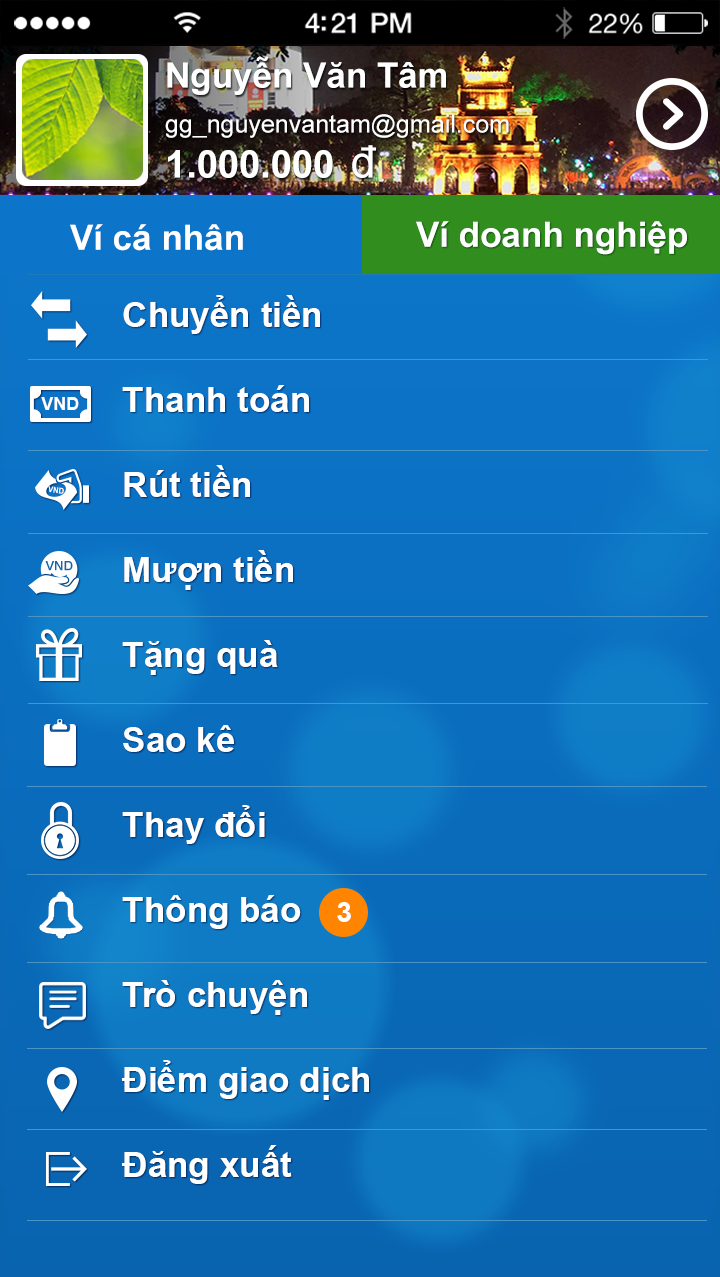 4:21 PM
22%
Nguyễn Văn Tâm
gg_nguyenvantam@gmail.com
1.000.000 đ
Ví cá nhân
Ví doanh nghiệp
Chuyển tiền
VND
Thanh toán
VND
Rút tiền
VND
Mượn tiền
Tặng quà
Sao kê
Thay đổi
Thông báo 3
Trò chuyện
Điểm giao dịch
Đăng xuất